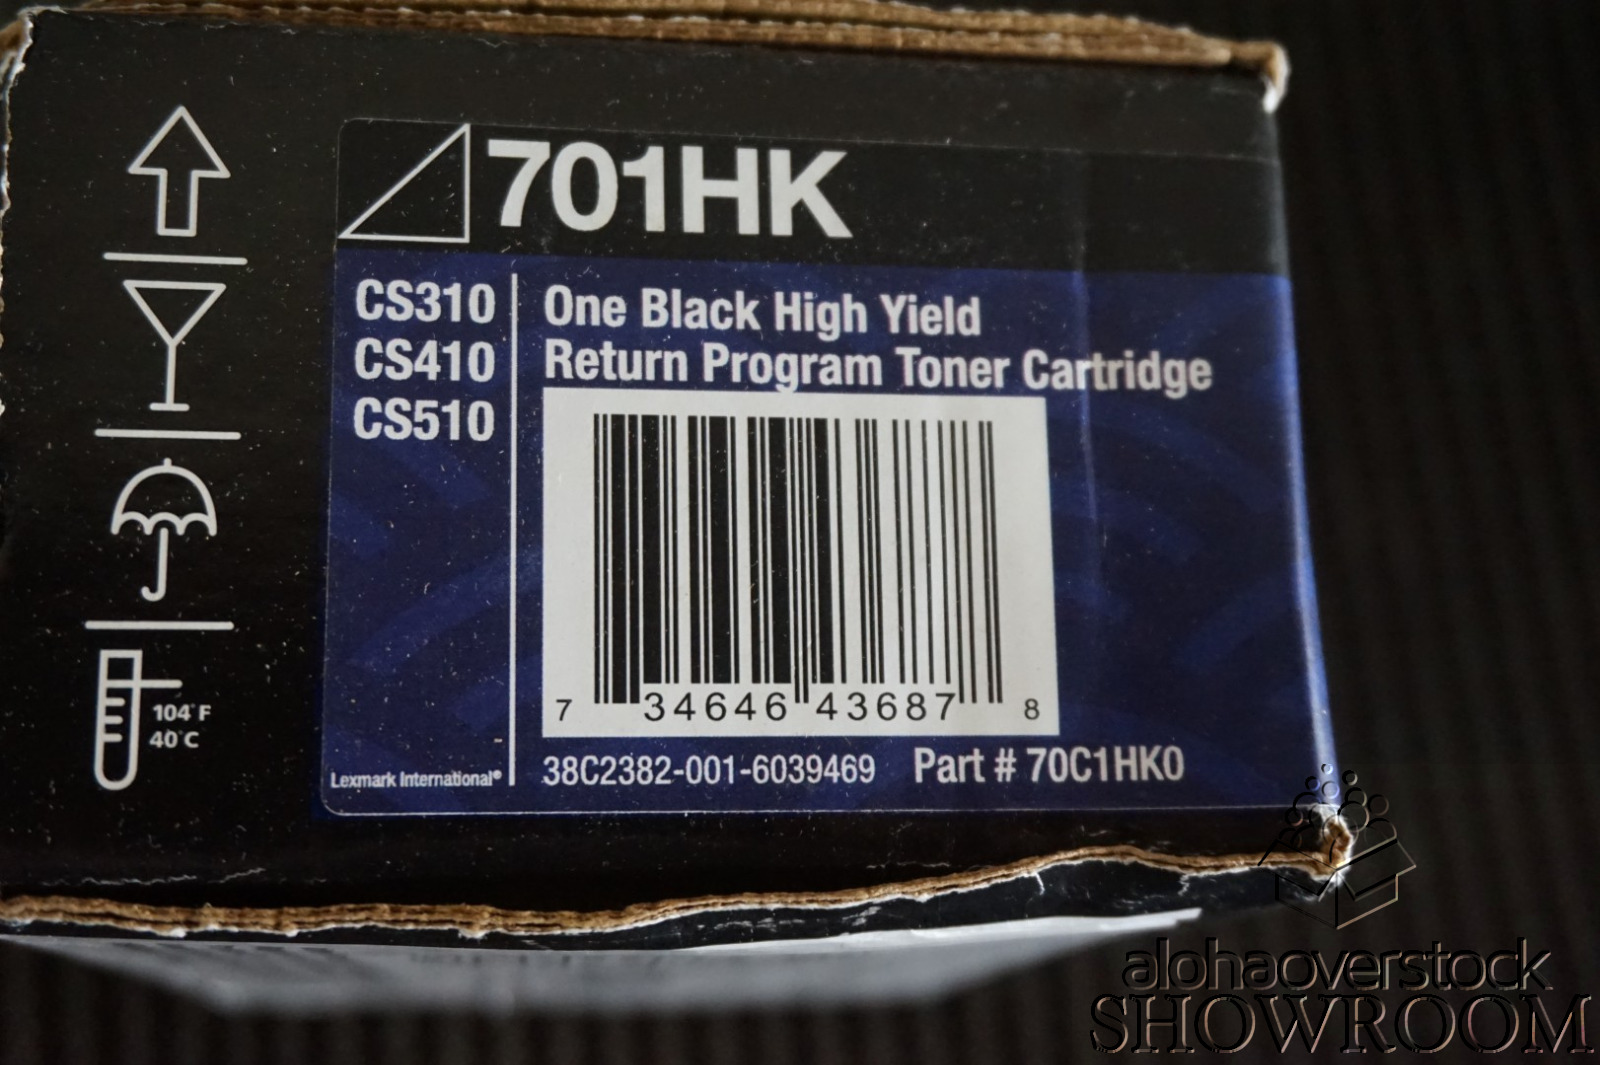 701HK
CS310
CS410
CS510
One Black High Yield
Return Program Toner Cartridge
7 34646 43687 8
104°F
40°C
Lexmark International®
38C2382-001-6039469
Part # 70C1HK0
alohaoverstock
SHOWROOM